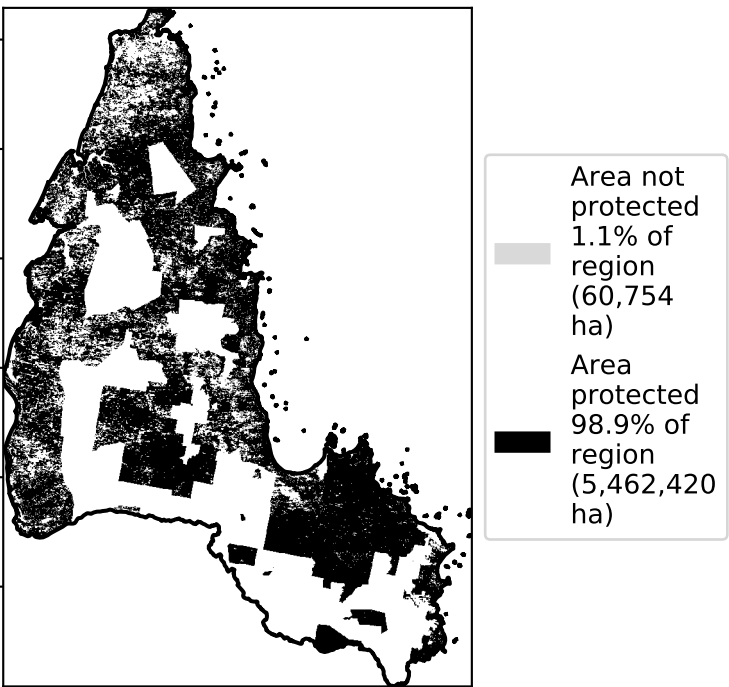 Area not
protected
1.1% of
region
(60,754
ha)
Area
protected
98.9% of
region
(5,462,420
ha)